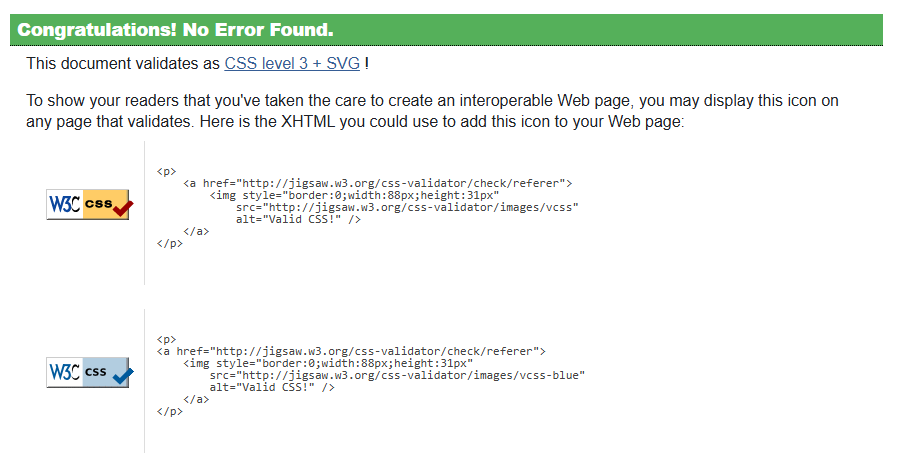 Congratulations! No Error Found.
This document validates as CSS level 3 + SVG !
To show your readers that you've taken the care to create an interoperable Web page, you may display this icon on
any page that validates. Here is the XHTML you could use to add this icon to your Web page:
W3C css
<p>
    <a href="http://jigsaw.w3.org/css-validator/check/referer">
        <img style="border:0;width:88px;height:31px"
            src="http://jigsaw.w3.org/css-validator/images/vcss"
            alt="Valid CSS!" />
    </a>
</p>
W3C css
<p>
<a href="http://jigsaw.w3.org/css-validator/check/referer">
    <img style="border:0;width:88px;height:31px"
        src="http://jigsaw.w3.org/css-validator/images/vcss-blue"
        alt="Valid CSS!" />
    </a>
</p>